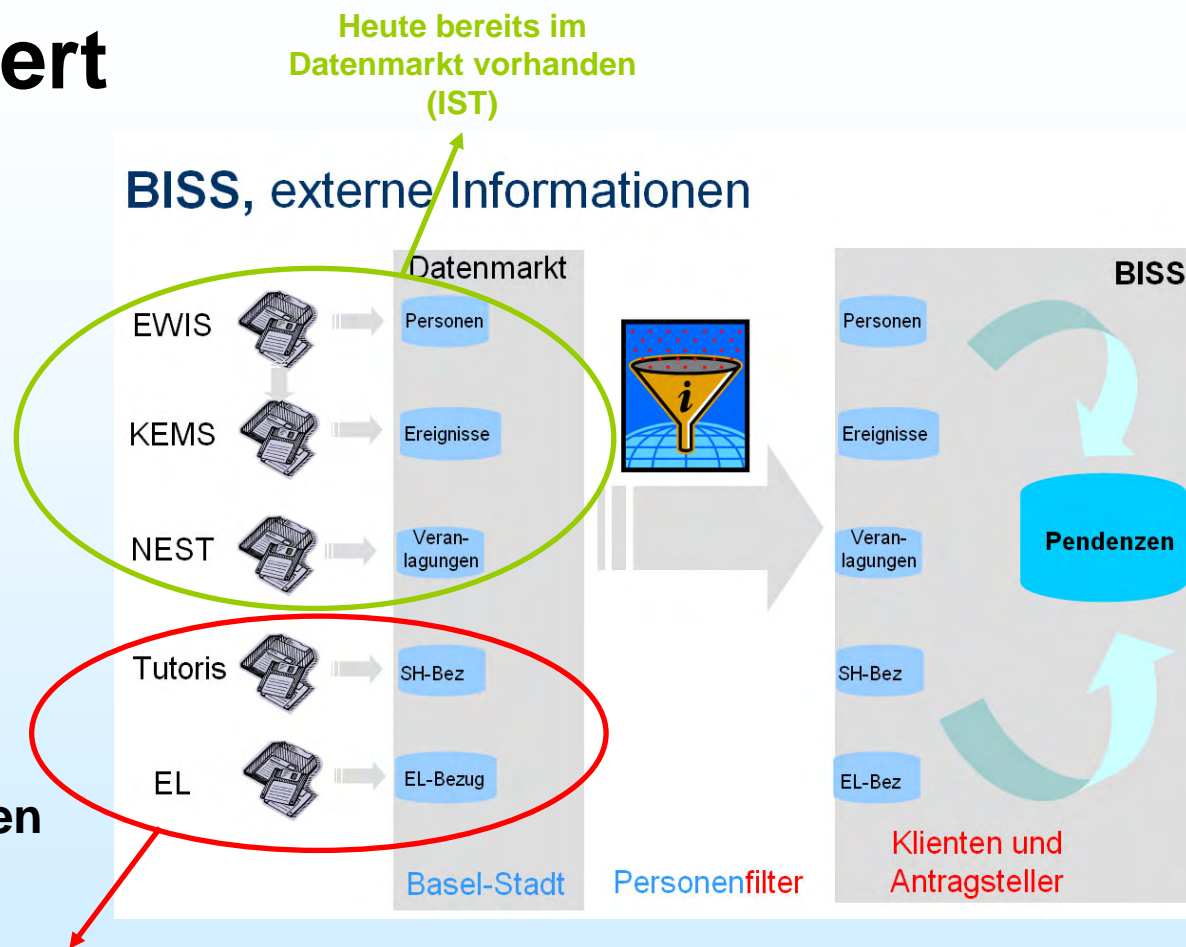 ert
Heute bereits im
Datenmarkt vorhanden
(IST)
BISS, externe Informationen
Datenmarkt
BISS
EWIS
Personen
Personen
i
KEMS
Ereignisse
Ereignisse
NEST
Veran-
lagungen
Veran-
lagungen
Pendenzen
Tutoris
SH-Bez
SH-Bez
EL
EL-Bezug
EL-Bez
en
Basel-Stadt
Personenfilter
Klienten und
Antragsteller